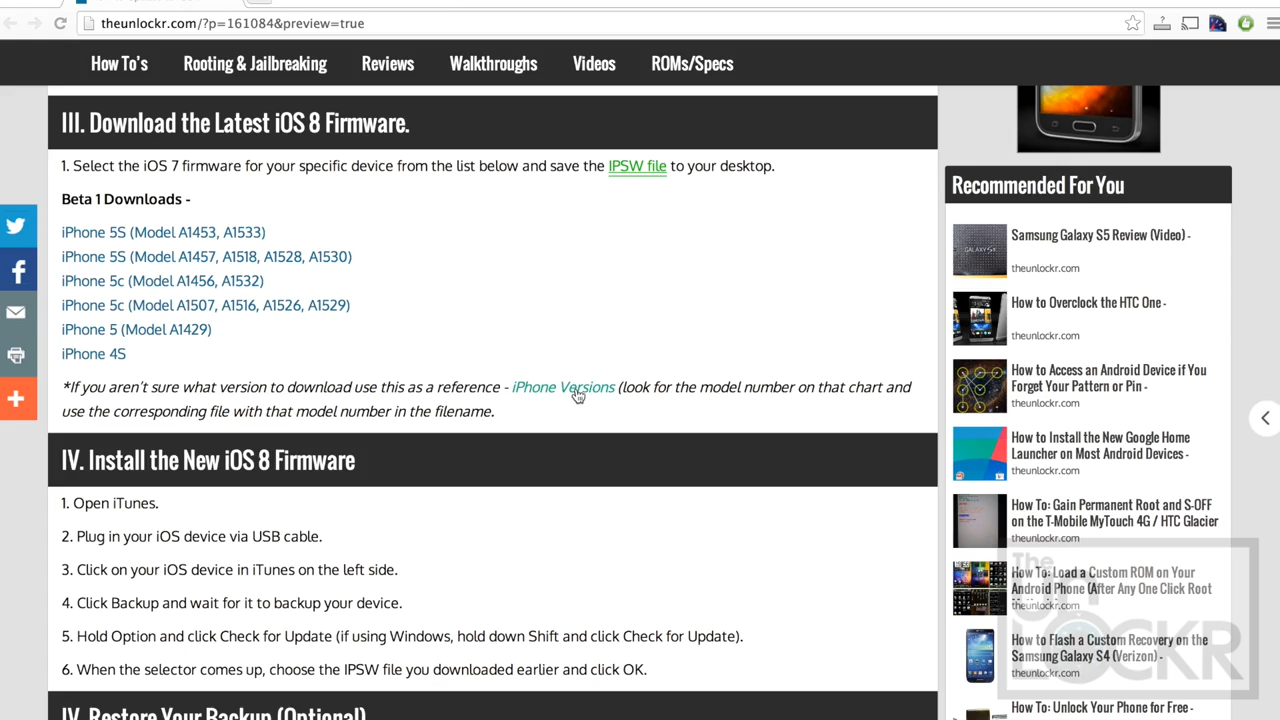 theunlockr.com/?p=161084&preview=true
How To's Rooting & Jailbreaking Reviews Walkthroughs Videos ROMs/Specs
III. Download the Latest iOS 8 Firmware.
1. Select the iOS 7 firmware for your specific device from the list below and save the IPSW file to your desktop.
Beta 1 Downloads -
iPhone 5S (Model A1453, A1533)
iPhone 5S (Model A1457, A1518, A1528, A1530)
iPhone 5c (Model A1456, A1532)
iPhone 5c (Model A1507, A1516, A1526, A1529)
iPhone 5 (Model A1429)
iPhone 4S
*If you aren't sure what version to download use this as a reference - iPhone Versions (look for the model number on that chart and
use the corresponding file with that model number in the filename.
IV. Install the New iOS 8 Firmware
1. Open iTunes.
2. Plug in your iOS device via USB cable.
3. Click on your iOS device in iTunes on the left side.
4. Click Backup and wait for it to backup your device.
5. Hold Option and click Check for Update (if using Windows, hold down Shift and click Check for Update).
6. When the selector comes up, choose the IPSW file you downloaded earlier and click OK.
IV. Restore Your Backup (Optional)
Recommended For You
Samsung Galaxy S5 Review (Video) -
theunlockr.com
How to Overclock the HTC One -
theunlockr.com
How to Access an Android Device if You
Forget Your Pattern or Pin -
theunlockr.com
How to Install the New Google Home
Launcher on Most Android Devices -
theunlockr.com
How To: Gain Permanent Root and S-OFF
on the T-Mobile MyTouch 4G / HTC Glacier
theunlockr.com
How To: Load a Custom ROM on Your
Android Phone (After Any One Click Root
theunlockr.com
How to Flash a Custom Recovery on the
Samsung Galaxy S4 (Verizon) -
theunlockr.com
How To: Unlock Your Phone for Free -
The
UN
LOCKR